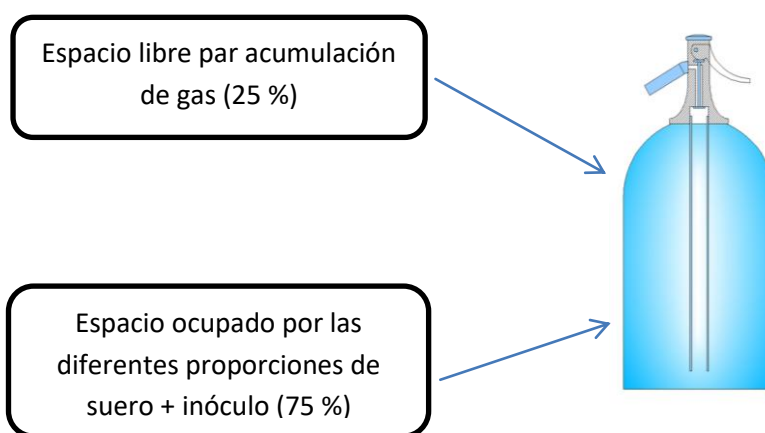 Espacio libre par acumulación
de gas (25 %)
Espacio ocupado por las
diferentes proporciones de
suero + inóculo (75 %)